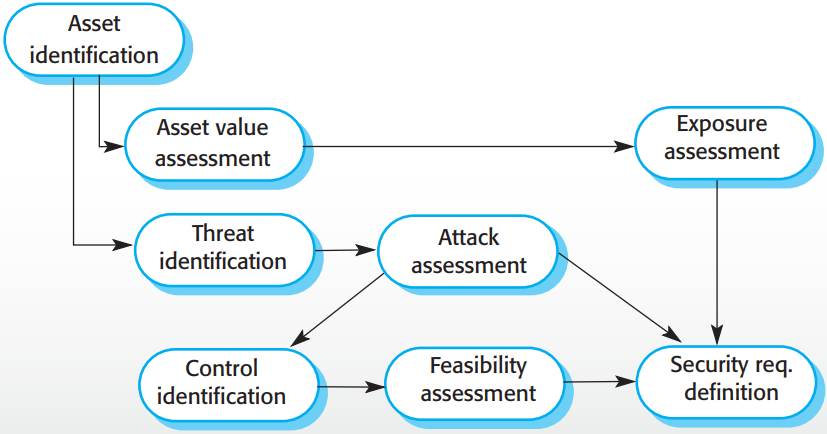 Asset
identification
Asset value
assessment
Exposure
assessment
Threat
identification
Attack
assessment
Control
identification
Feasibility
assessment
Security req.
definition